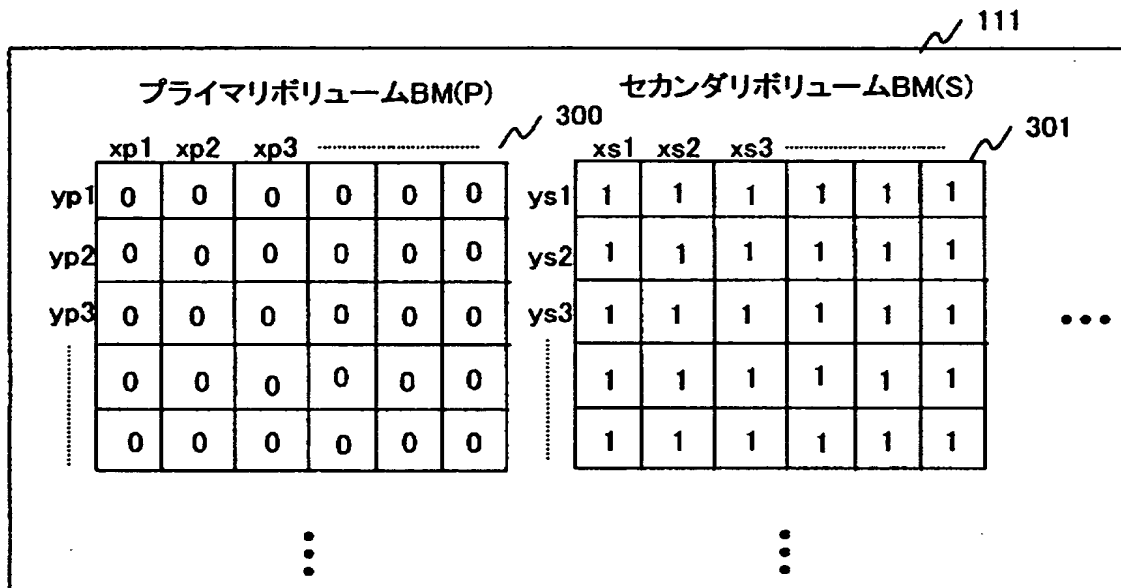 111
プライマリボリュームBM(P)
300
xp1 xp2 xp3
yp1 0 0 0 0 0 0
yp2 0 0 0 0 0 0
yp3 0 0 0 0 0 0
0 0 0 0 0 0
0 0 0 0 0 0
セカンダリボリュームBM(S)
301
xs1 xs2 xs3
ys1 1 1 1 1 1 1
ys2 1 1 1 1 1 1
ys3 1 1 1 1 1 1
1 1 1 1 1 1
1 1 1 1 1 1